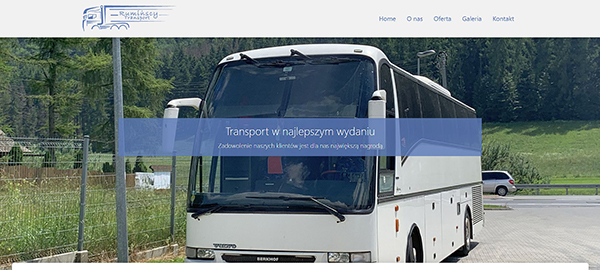 Rumińscy
Transport
Home O nas Oferta Galeria Kontakt
Transport w najlepszym wydaniu
Zadowolenie naszych klientów jest dla nas największą nagrodą
VOLVO
BERKHOF